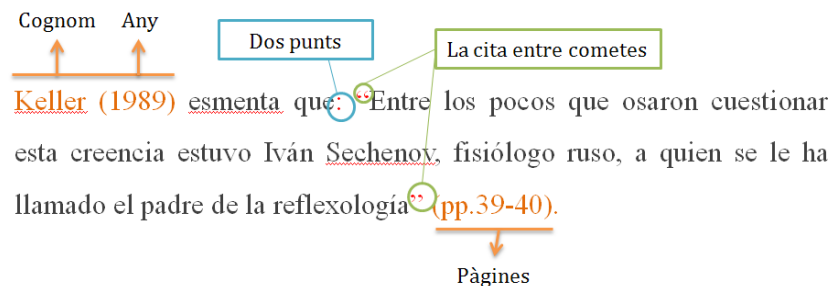 Cognom Any
Dos punts
La cita entre cometes
Keller (1989) esmenta que: “Entre los pocos que osaron cuestionar
esta creencia estuvo Iván Sechenov, fisiólogo ruso, a quien se le ha
llamado el padre de la reflexología” (pp.39-40).
Pàgines